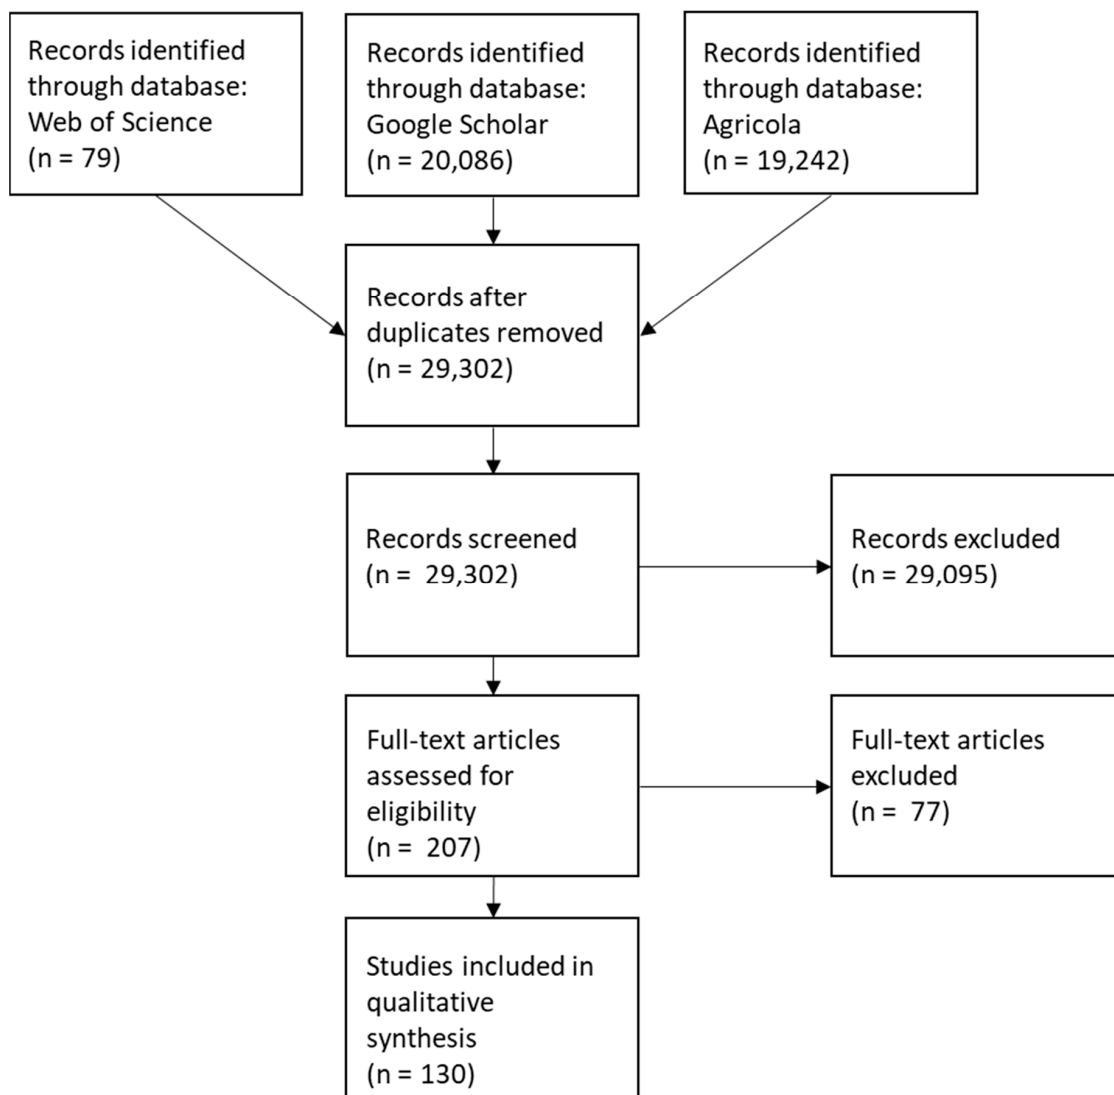 Records identified
through database:
Web of Science
(n = 79)
Records identified
through database:
Google Scholar
(n = 20,086)
Records identified
through database:
Agricola
(n = 19,242)
Records after
duplicates removed
(n = 29,302)
Records screened
(n =  29,302)
Records excluded
(n = 29,095)
Full-text articles
assessed for
eligibility
(n =  207)
Full-text articles
excluded
(n =  77)
Studies included in
qualitative
synthesis
(n = 130)